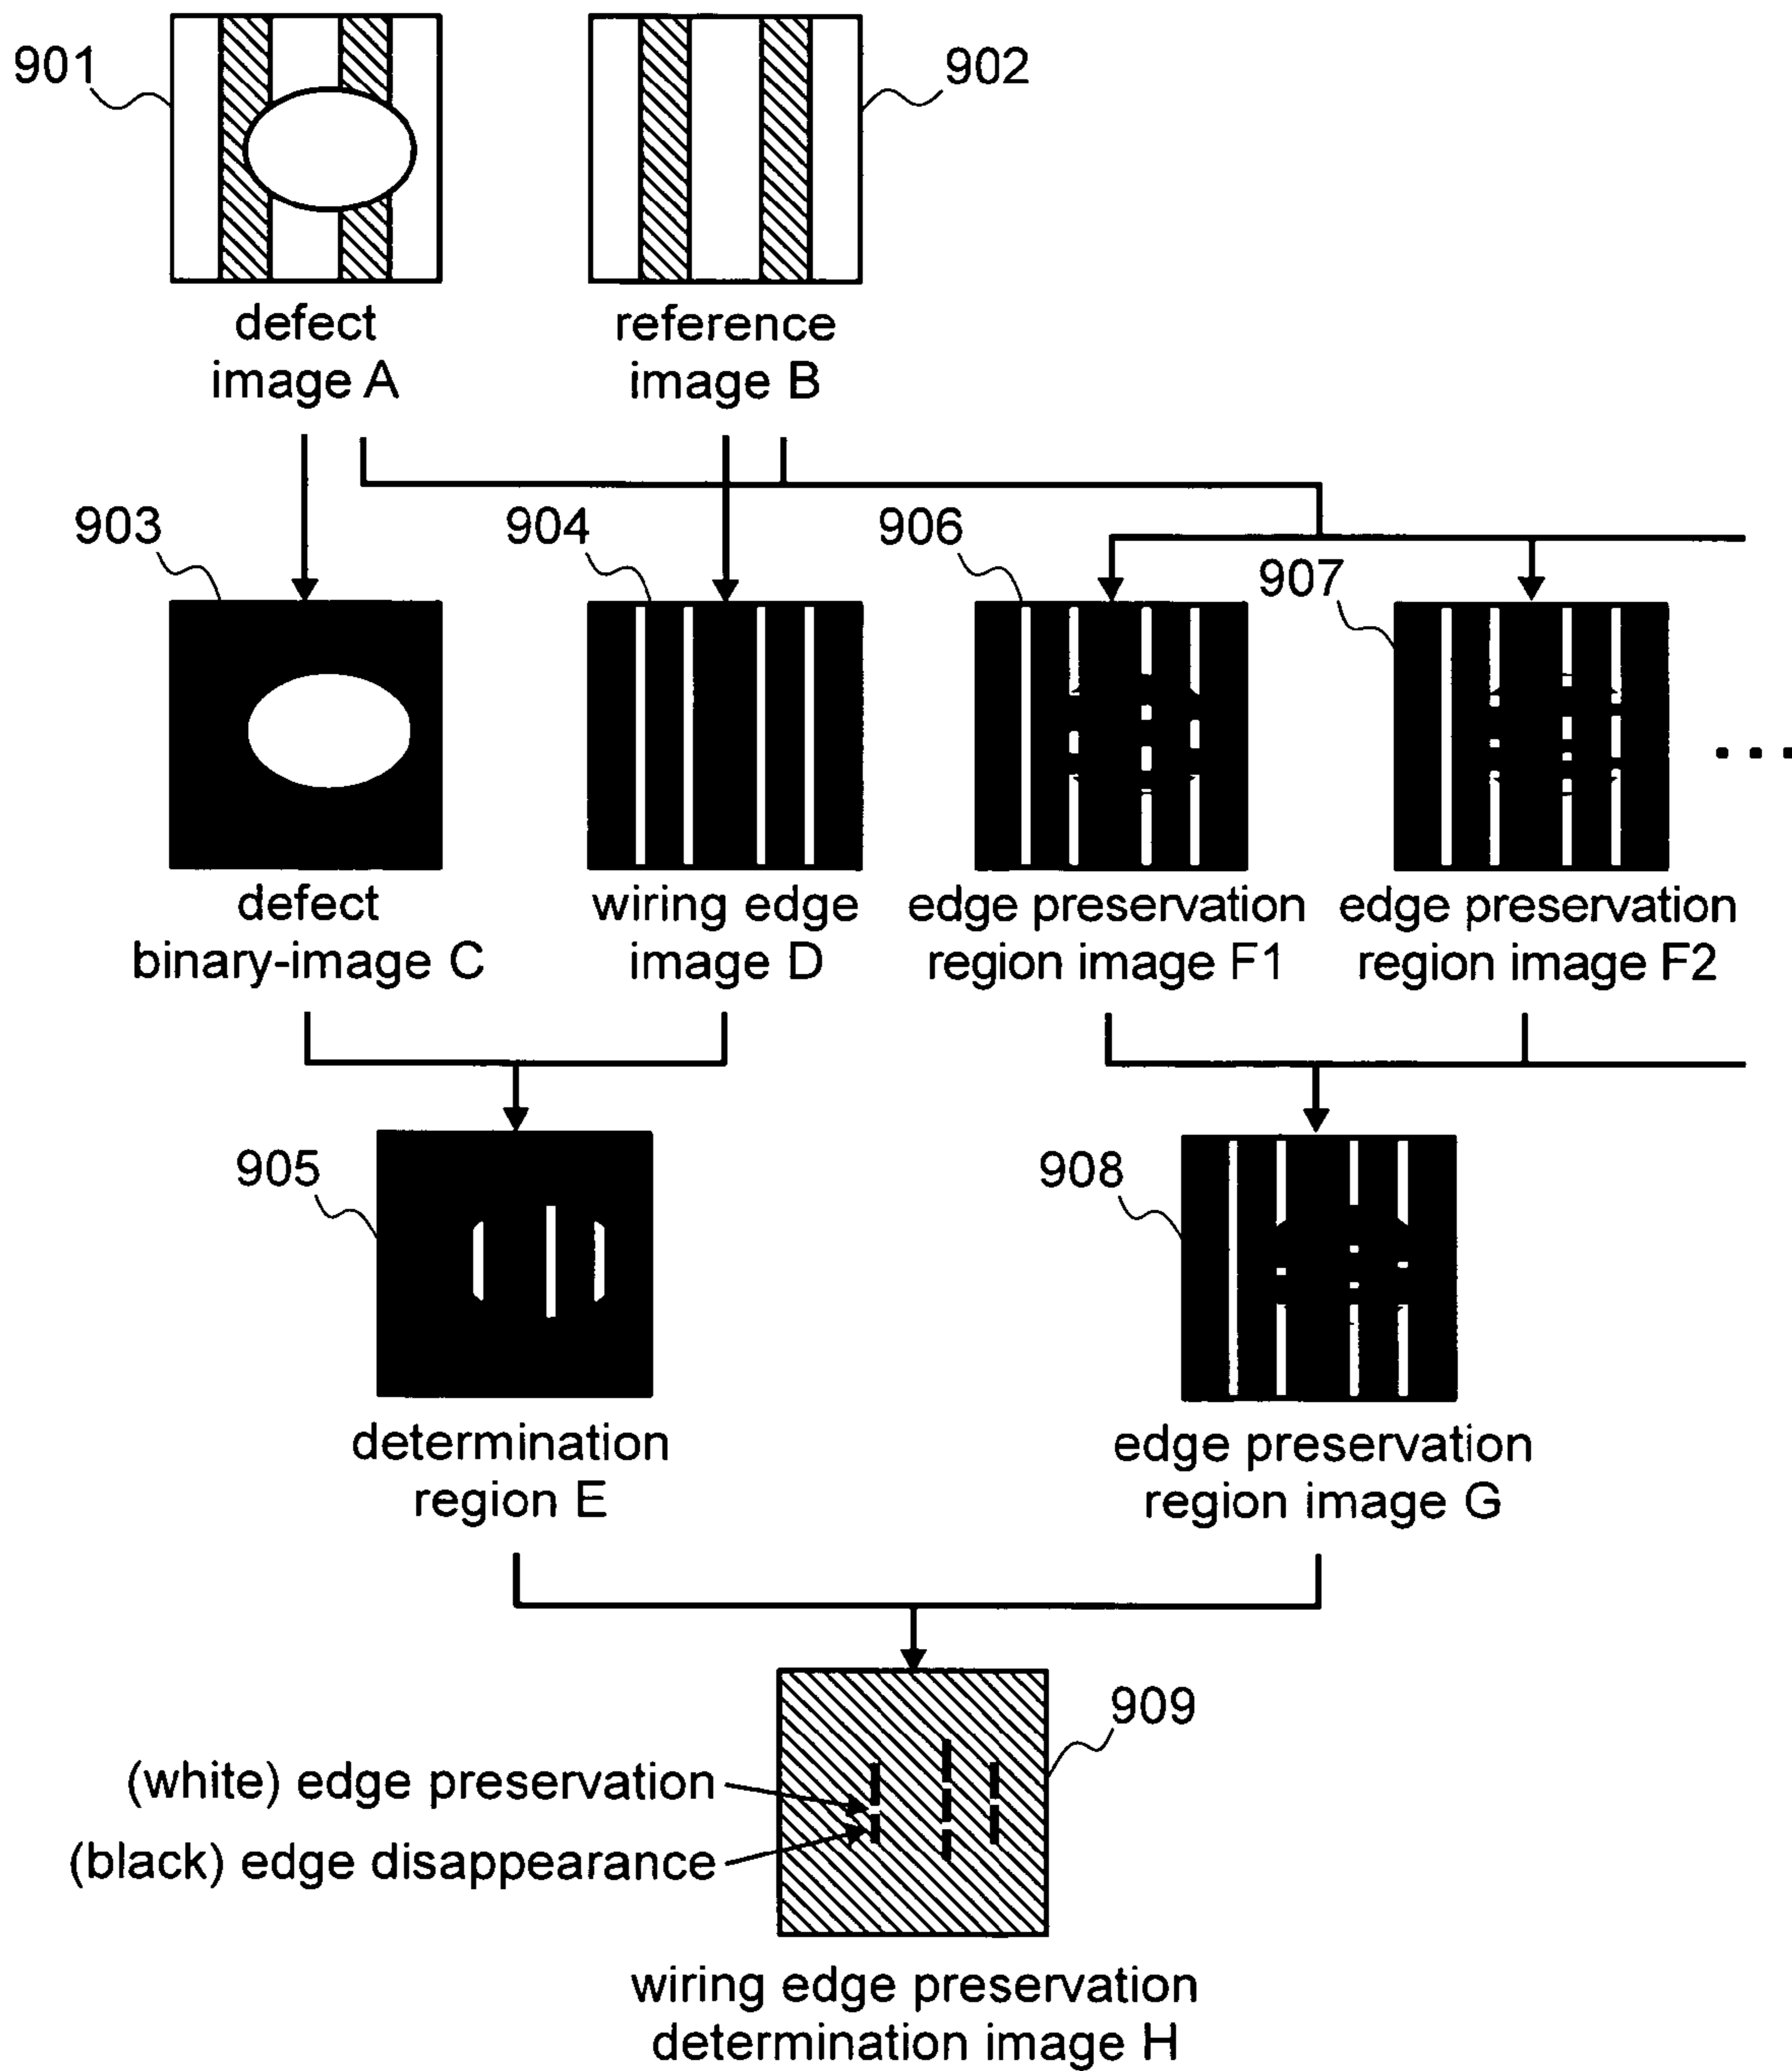 901
902
defect
image A
reference
image B
903
904
906
907
...
defect
binary-image C
wiring edge
image D
edge preservation
region image F1
edge preservation
region image F2
905
908
determination
region E
edge preservation
region image G
909
(white) edge preservation
(black) edge disappearance
wiring edge preservation
determination image H